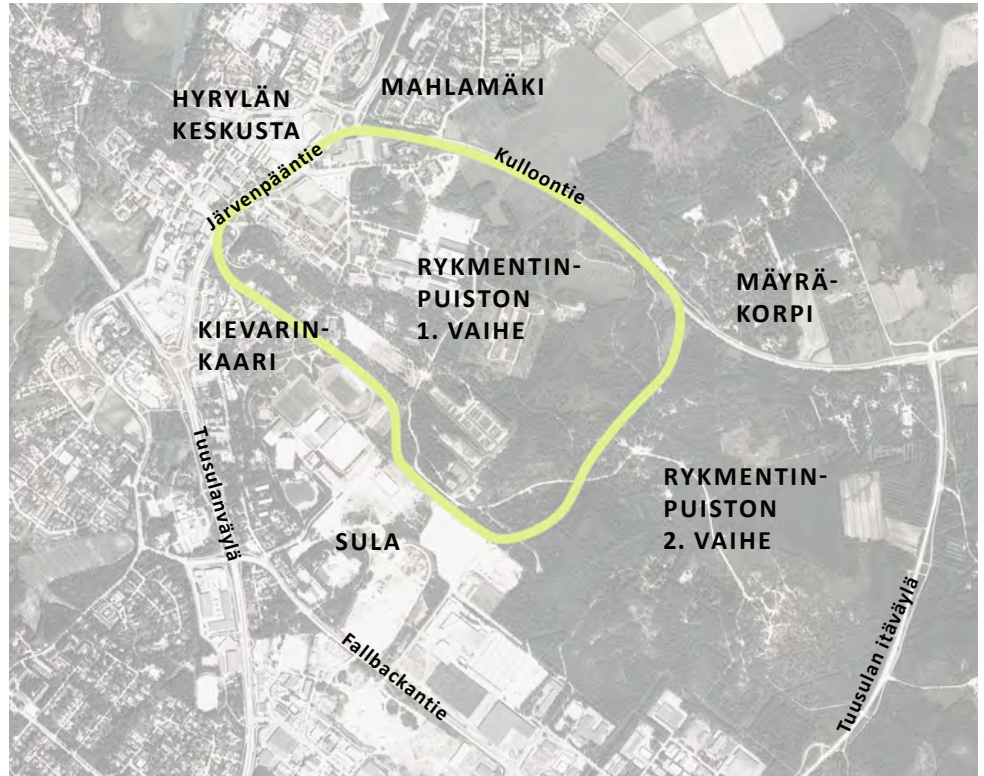 MAHLAMÄKI
HYRYLÄN
KESKUSTA
Järvenpääntie
Kulloontie
RYKMENTIN-
PUISTON
1. VAIHE
MÄYRÄ-
KORPI
KIEVARIN-
KAARI
Tuusulanväylä
RYKMENTIN-
PUISTON
2. VAIHE
SULA
Fallbackantie
Tuusulan itäväylä